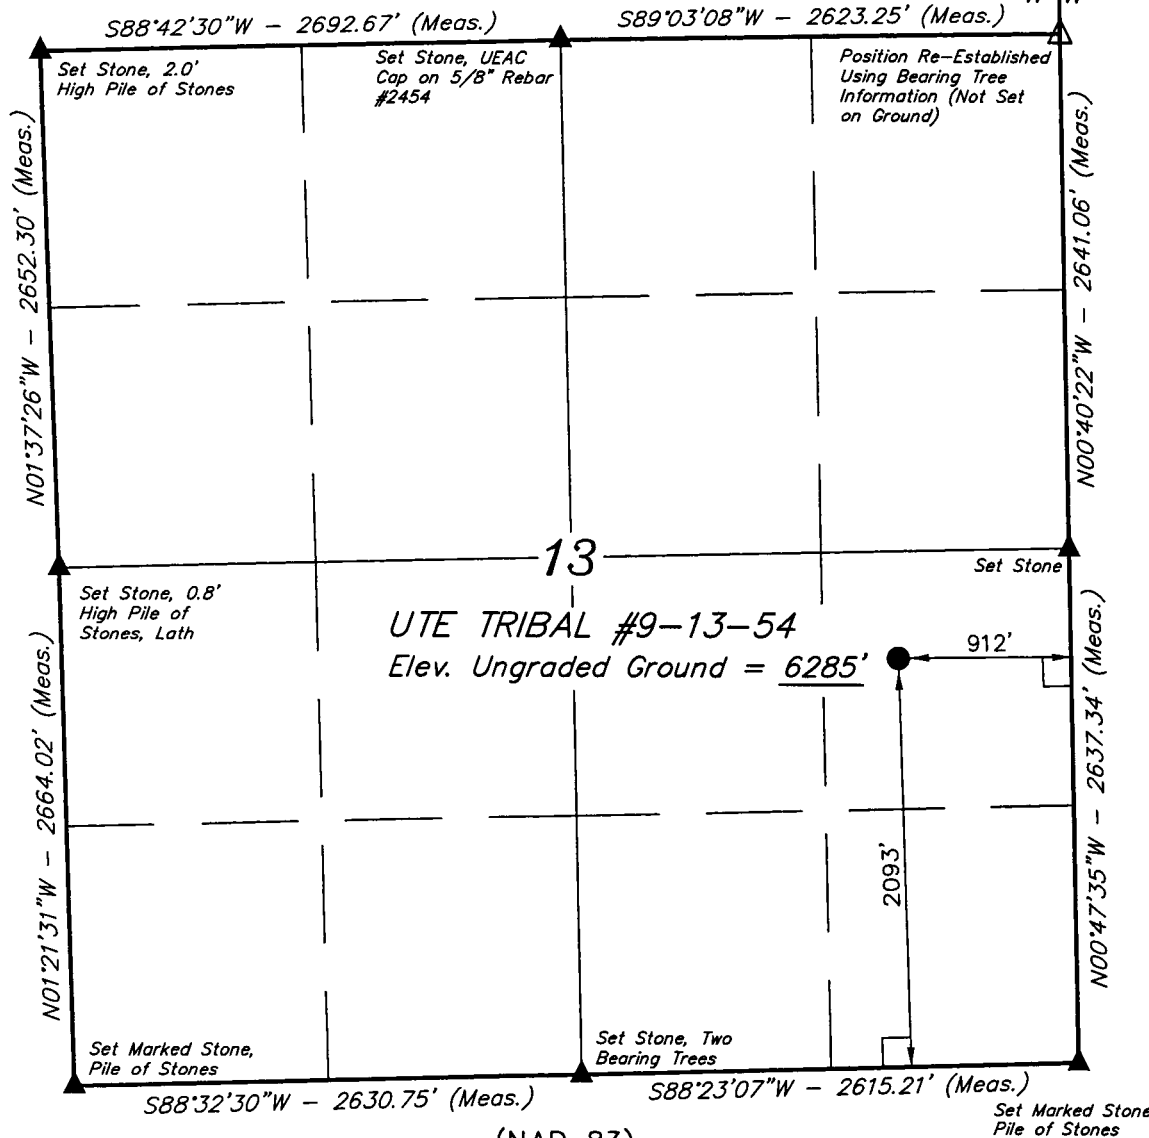 S88°42'30"W - 2692.67' (Meas.)
S89°03'08"W - 2623.25' (Meas.)
Set Stone, 2.0'
High Pile of Stones
Set Stone, UEAC
Cap on 5/8" Rebar
#2454
Position Re-Established
Using Bearing Tree
Information (Not Set
on Ground)
N01°37'26"W - 2652.30' (Meas.)
N00°40'22"W - 2641.06' (Meas.)
13
Set Stone
Set Stone, 0.8'
High Pile of
Stones, Lath
UTE TRIBAL #9-13-54
Elev. Ungraded Ground = 6285'
912'
N01°21'31"W - 2664.02' (Meas.)
2093'
N00°47'35"W - 2637.34' (Meas.)
Set Marked Stone,
Pile of Stones
Set Stone, Two
Bearing Trees
S88°32'30"W - 2630.75' (Meas.)
S88°23'07"W - 2615.21' (Meas.)
Set Marked Stone
Pile of Stones